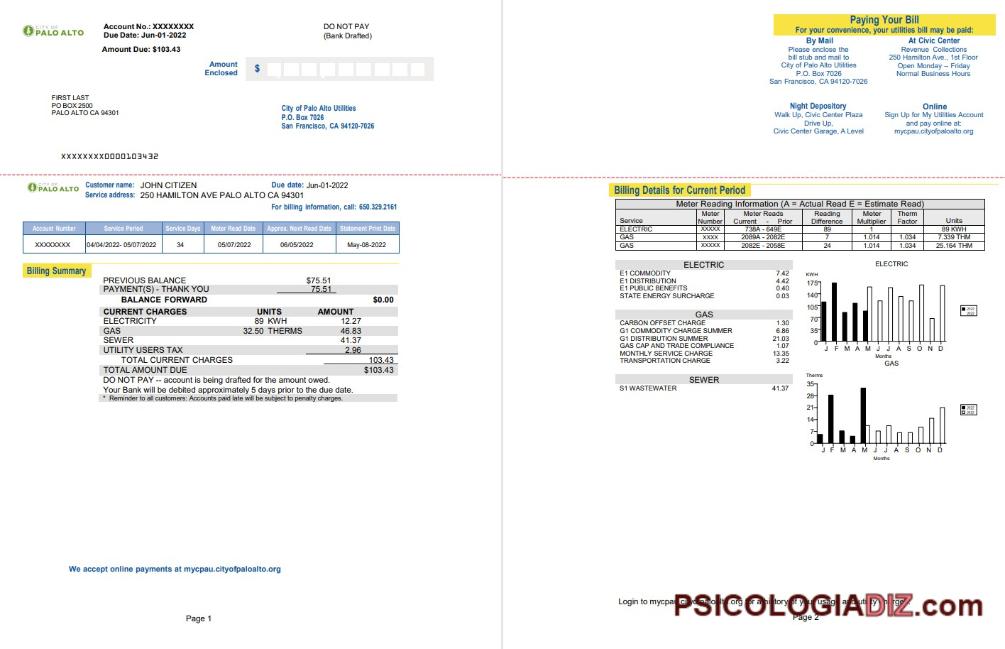 CITY OF
PALO ALTO
Account No.: XXXXXXXX
Due Date: Jun-01-2022
Amount Due: $103.43
DO NOT PAY
(Bank Drafted)
Amount
Enclosed
$
FIRST LAST
PO BOX 2500
PALO ALTO CA 94301
City of Palo Alto Utilities
P.O. Box 7026
San Francisco, CA 94120-7026
XXXXXXXX0000103432
PALO ALTO
Customer name: JOHN CITIZEN
Due date: Jun-01-2022
Service address: 250 HAMILTON AVE PALO ALTO CA 94301
For billing information, call: 650.329.2161
Account Number Service Period Service Days Meter Read Date Approx. Next Read Date Statement Print Date
XXXXXXXX 04/04/2022- 05/07/2022 34 05/07/2022 06/05/2022 May-08-2022
Billing Summary
PREVIOUS BALANCE $75.51
PAYMENT(S) - THANK YOU 75.51
BALANCE FORWARD $0.00
CURRENT CHARGES UNITS AMOUNT
ELECTRICITY 89 KWH 12.27
GAS 32.50 THERMS 46.83
SEWER 41.37
UTILITY USERS TAX 2.96
TOTAL CURRENT CHARGES 103.43
TOTAL AMOUNT DUE $103.43
DO NOT PAY -- account is being drafted for the amount owed.
Your Bank will be debited approximately 5 days prior to the due date.
* Reminder to all customers: Accounts paid late will be subject to penalty charges.
We accept online payments at mycpau.cityofpaloalto.org
Page 1
Paying Your Bill
For your convenience, your utilities bill may be paid:
By Mail
Please enclose the
bill stub and mail to
City of Palo Alto Utilities
P.O. Box 7026
San Francisco, CA 94120-7026
At Civic Center
Revenue Collections
250 Hamilton Ave., 1st Floor
Open Monday – Friday
Normal Business Hours
Night Depository
Walk Up, Civic Center Plaza
Drive Up,
Civic Center Garage, A Level
Online
Sign Up for My Utilities Account
and pay online at:
mycpau.cityofpaloalto.org
Billing Details for Current Period
Meter Reading Information (A = Actual Read E = Estimate Read)
Service Meter Number Meter Reads Current - Prior Reading Difference Meter Multiplier Therm Factor Units
ELECTRIC XXXXX 738A - 649E 89 1 89 KWH
GAS XXXX 2089A - 2082E 7 1.014 1.034 7.339 THM
GAS XXXXX 2082E - 2058E 24 1.014 1.034 25.164 THM
ELECTRIC
E1 COMMODITY 7.42
E1 DISTRIBUTION 4.42
E1 PUBLIC BENEFITS 0.40
STATE ENERGY SURCHARGE 0.03
GAS
CARBON OFFSET CHARGE 1.30
G1 COMMODITY CHARGE SUMMER 6.86
G1 DISTRIBUTION SUMMER 21.03
GAS CAP AND TRADE COMPLIANCE 1.07
MONTHLY SERVICE CHARGE 13.35
TRANSPORTATION CHARGE 3.22
SEWER
S1 WASTEWATER 41.37
ELECTRIC
KWH
175
140
105
70
35
0
J F M A M J J A S O N D
Months
GAS
Therms
35
28
21
14
7
0
J F M A M J J A S O N D
Months
Login to mycpau.cityofpaloalto.org for a history of your usage and utility charges.
PSICOLOGIADIZ.com
Page 2